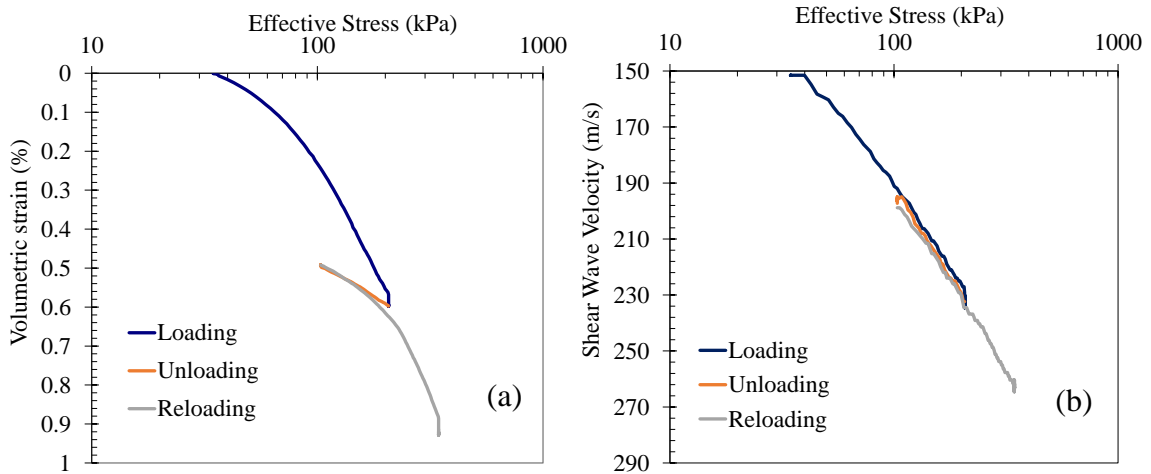 Effective Stress (kPa)
10 100 1000
Volumetric strain (%)
0
0.1
0.2
0.3
0.4
0.5
0.6
0.7
0.8
0.9
1
Loading
Unloading
Reloading
(a)
Effective Stress (kPa)
10 100 1000
Shear Wave Velocity (m/s)
150
170
190
210
230
250
270
290
Loading
Unloading
Reloading
(b)